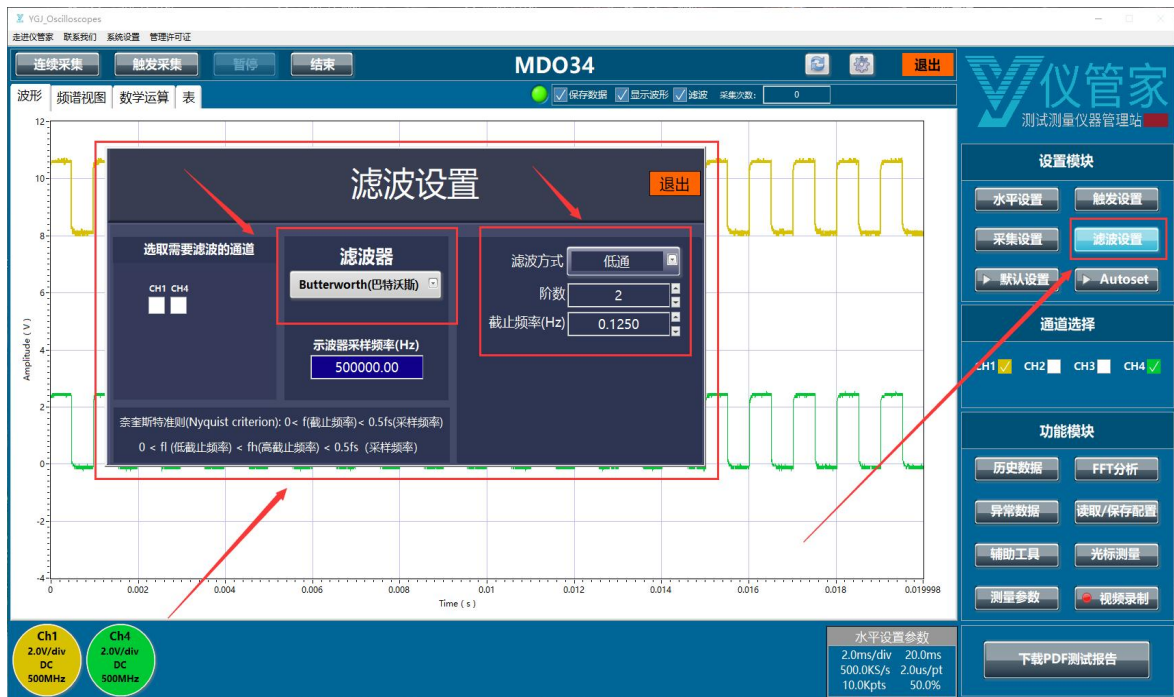 YGJ_Oscilloscopes
走进仪管家 联系我们 系统设置 管理许可证
连续采集 触发采集 暂停 结束 MDO34 退出
波形 频谱视图 数学运算 表 保存数据 显示波形 滤波 采集次数: 0
仪管家
测试测量仪器管理站
设置模块
水平设置 触发设置
采集设置 滤波设置
默认设置 Autoset
通道选择
CH1 CH2 CH3 CH4
功能模块
历史数据 FFT分析
异常数据 读取/保存配置
辅助工具 光标测量
测量参数 视频录制
下载PDF测试报告
滤波设置 退出
选取需要滤波的通道
CH1 CH4
滤波器
Butterworth(巴特沃斯)
示波器采样频率(Hz)
500000.00
滤波方式 低通
阶数 2
截止频率(Hz) 0.1250
奈奎斯特准则(Nyquist criterion): 0< f(截止频率)< 0.5fs(采样频率)
0 < fl (低截止频率) < fh(高截止频率) < 0.5fs (采样频率)
Amplitude ( V )
12
10
8
6
4
2
0
-2
-4
0 0.002 0.004 0.006 0.008 0.01 0.012 0.014 0.016 0.018 0.019998
Time ( s )
Ch1
2.0V/div
DC
500MHz
Ch4
2.0V/div
DC
500MHz
水平设置参数
2.0ms/div 20.0ms
500.0KS/s 2.0us/pt
10.0Kpts 50.0%